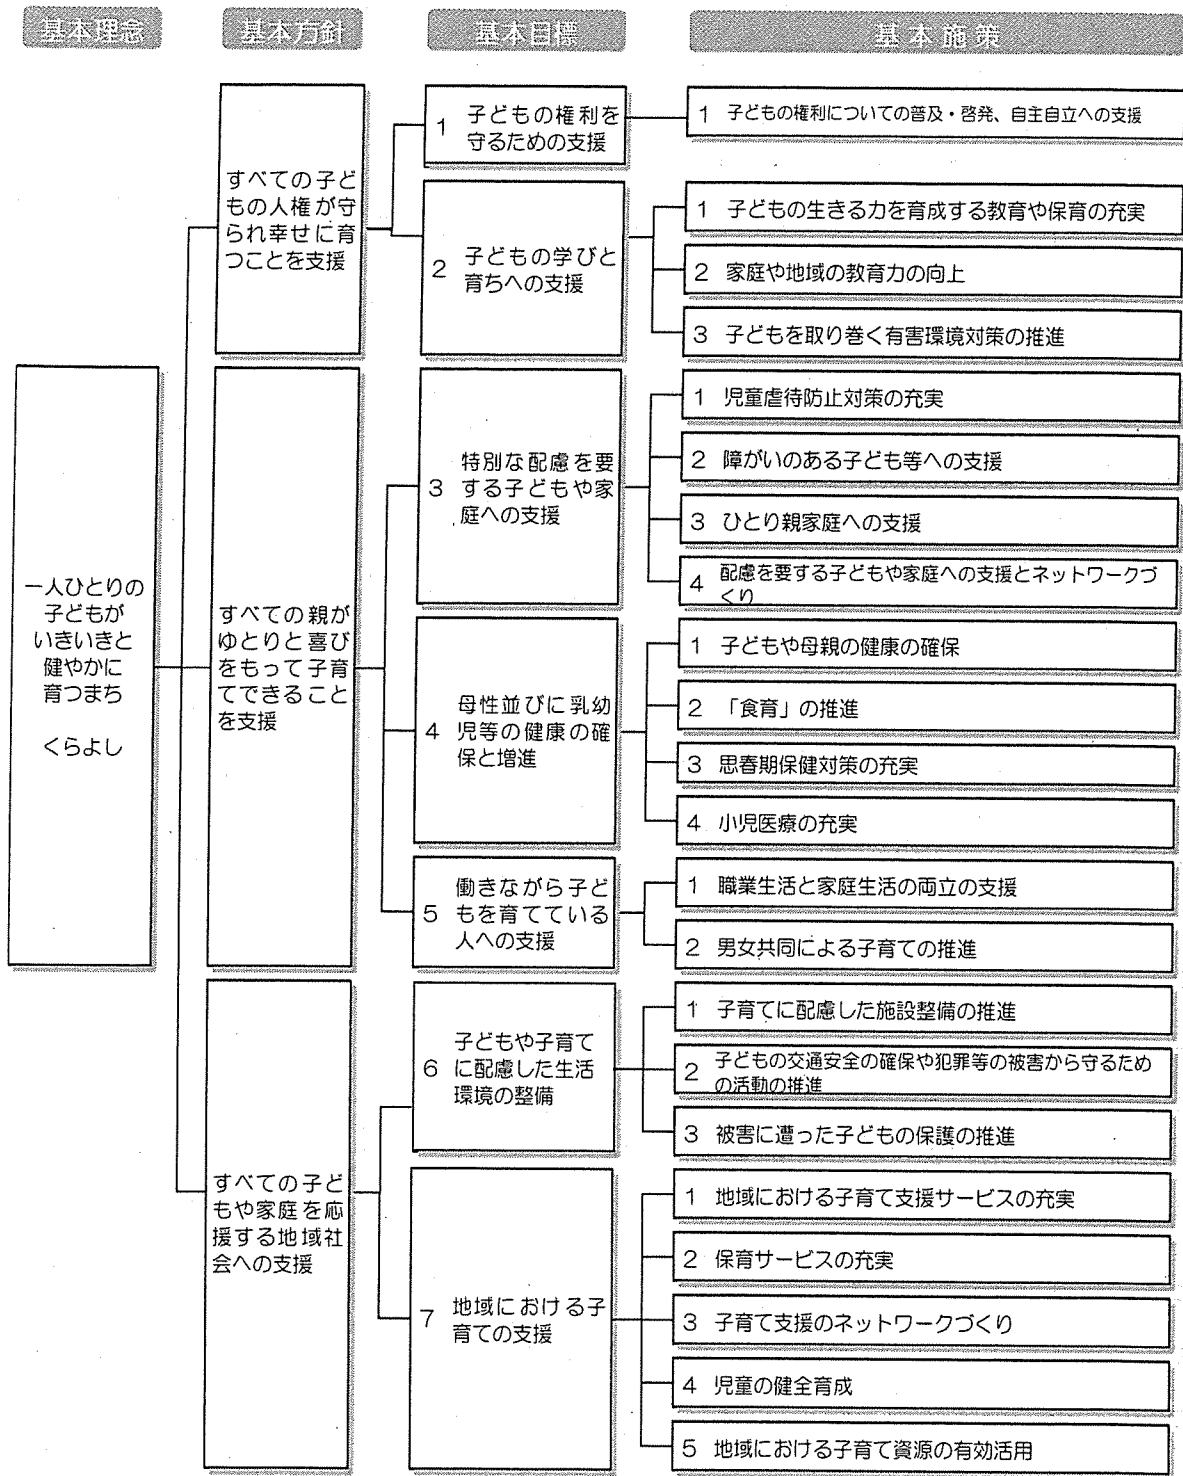 基本理念
基本方針
基本目標
基本施策
一人ひとりの
子どもが
いきいきと
健やかに
育つまち
くらよし
すべての子ど
もの人権が守
られ幸せに育
つことを支援
1 子どもの権利を
守るための支援
1 子どもの権利についての普及・啓発、自主自立への支援
2 子どもの学びと
育ちへの支援
1 子どもの生きる力を育成する教育や保育の充実
2 家庭や地域の教育力の向上
3 子どもを取り巻く有害環境対策の推進
すべての親が
ゆとりと喜び
をもって子育
てできること
を支援
3 特別な配慮を要
する子どもや家
庭への支援
1 児童虐待防止対策の充実
2 障がいのある子ども等への支援
3 ひとり親家庭への支援
4 配慮を要する子どもや家庭への支援とネットワークづ
くり
4 母性並びに乳幼
児等の健康の確
保と増進
1 子どもや母親の健康の確保
2 「食育」の推進
3 思春期保健対策の充実
4 小児医療の充実
5 働きながら子ど
もを育てている
人への支援
1 職業生活と家庭生活の両立の支援
2 男女共同による子育ての推進
すべての子ど
もや家庭を応
援する地域社
会への支援
6 子どもや子育て
に配慮した生活
環境の整備
1 子育てに配慮した施設整備の推進
2 子どもの交通安全の確保や犯罪等の被害から守るため
の活動の推進
3 被害に遭った子どもの保護の推進
7 地域における子
育ての支援
1 地域における子育て支援サービスの充実
2 保育サービスの充実
3 子育て支援のネットワークづくり
4 児童の健全育成
5 地域における子育て資源の有効活用